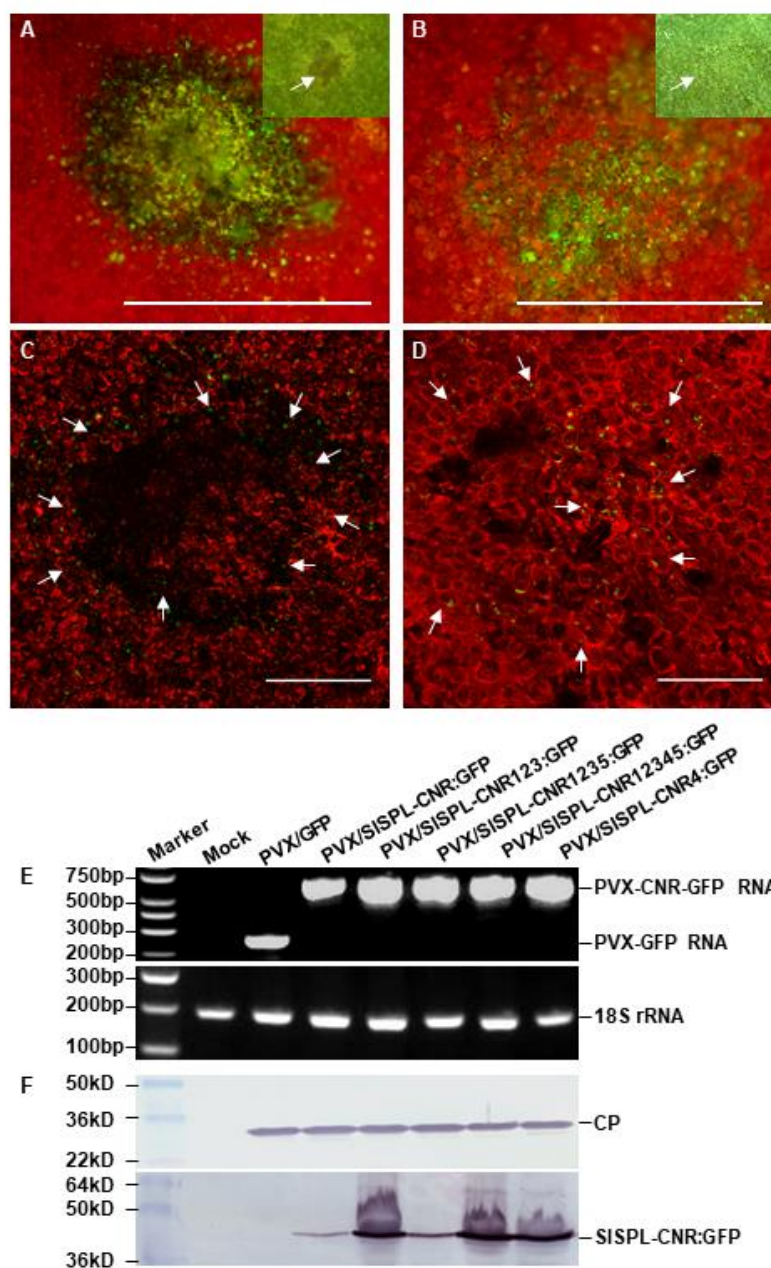 A
B
C
D
Marker
Mock
PVX/GFP
PVX/SlSPL-CNR:GFP
PVX/SlSPL-CNR123:GFP
PVX/SlSPL-CNR1235:GFP
PVX/SlSPL-CNR12345:GFP
PVX/SlSPL-CNR4:GFP
E
750bp
500bp
300bp
200bp
PVX-CNR-GFP RNA
PVX-GFP RNA
300bp
200bp
100bp
18S rRNA
F
50kD
36kD
22kD
CP
64kD
50kD
36kD
SlSPL-CNR:GFP